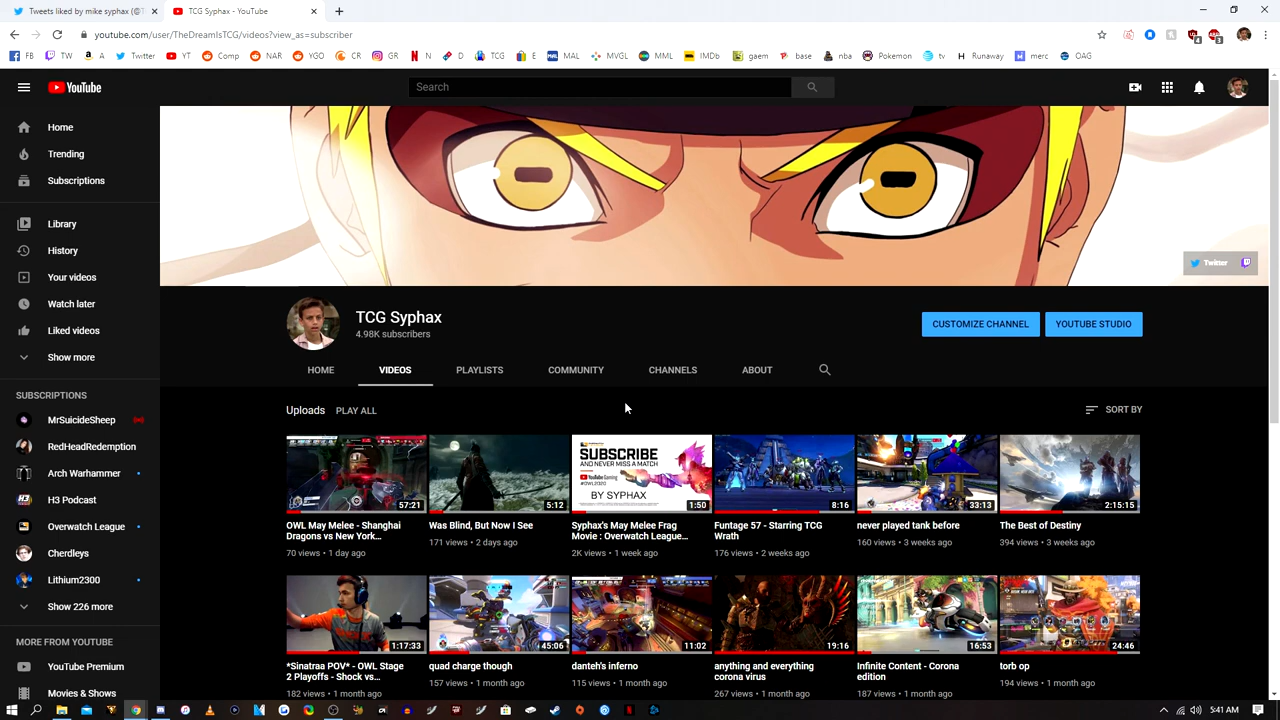 Tweets liked by mike syphax (@T
TCG Syphax - YouTube
youtube.com/user/TheDreamIsTCG/videos?view_as=subscriber
FB TW A Twitter YT Comp NAR YGO CR GR N D TCG E MAL MVGL MML IMDb gaem base nba Pokemon tv Runaway merc OAG
YouTube
Search
Home
Trending
Subscriptions
Library
History
Your videos
Watch later
Liked videos
Show more
SUBSCRIPTIONS
MrSuicideSheep
RedHeadRedemption
Arch Warhammer
H3 Podcast
Overwatch League
Cherdleys
Lithium2300
Show 226 more
MORE FROM YOUTUBE
YouTube Premium
Movies & Shows
Twitter
TCG Syphax
4.98K subscribers
CUSTOMIZE CHANNEL
YOUTUBE STUDIO
HOME VIDEOS PLAYLISTS COMMUNITY CHANNELS ABOUT
Uploads PLAY ALL
SORT BY
57:21
OWL May Melee - Shanghai
Dragons vs New York...
70 views • 1 day ago
5:12
Was Blind, But Now I See
171 views • 2 days ago
SUBSCRIBE
AND NEVER MISS A MATCH
YouTube Gaming
#OWL2020
BY SYPHAX
1:50
Syphax's May Melee Frag
Movie : Overwatch League...
2K views • 1 week ago
8:16
Funtage 57 - Starring TCG
Wrath
176 views • 2 weeks ago
33:13
never played tank before
160 views • 3 weeks ago
2:15:15
The Best of Destiny
394 views • 3 weeks ago
1:17:33
*Sinatraa POV* - OWL Stage
2 Playoffs - Shock vs...
182 views • 1 month ago
45:06
quad charge though
157 views • 1 month ago
11:02
danteh's inferno
115 views • 1 month ago
19:16
anything and everything
corona virus
267 views • 1 month ago
16:53
Infinite Content - Corona
edition
187 views • 1 month ago
24:46
torb op
194 views • 1 month ago
5:41 AM